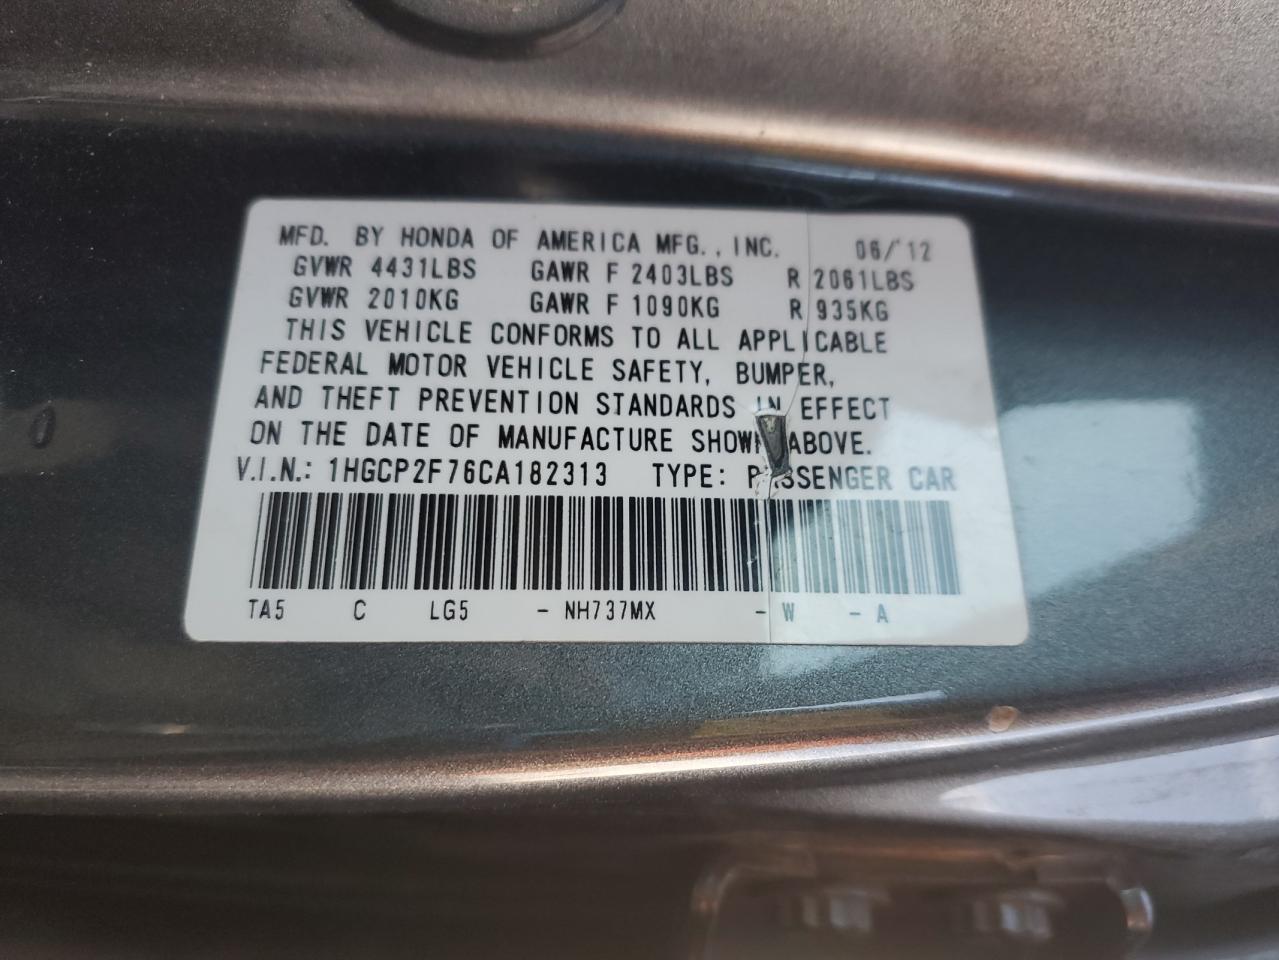 MFD. BY HONDA OF AMERICA MFG., INC. 06/'12
GVWR 4431LBS GAWR F 2403LBS R 2061LBS
GVWR 2010KG GAWR F 1090KG R 935KG
THIS VEHICLE CONFORMS TO ALL APPLICABLE
FEDERAL MOTOR VEHICLE SAFETY, BUMPER,
AND THEFT PREVENTION STANDARDS IN EFFECT
ON THE DATE OF MANUFACTURE SHOWN ABOVE.
V.I.N.: 1HGCP2F76CA182313 TYPE: PASSENGER CAR
TA5 C LG5 - NH737MX - W - A